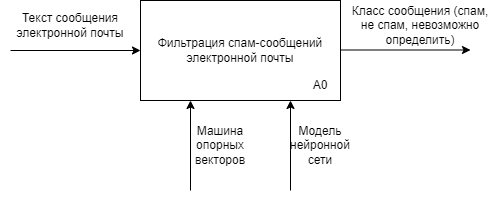 Текст сообщения
электронной почты
Фильтрация спам-сообщений
электронной почты
A0
Класс сообщения (спам,
не спам, невозможно
определить)
Машина
опорных
векторов
Модель
нейронной
сети